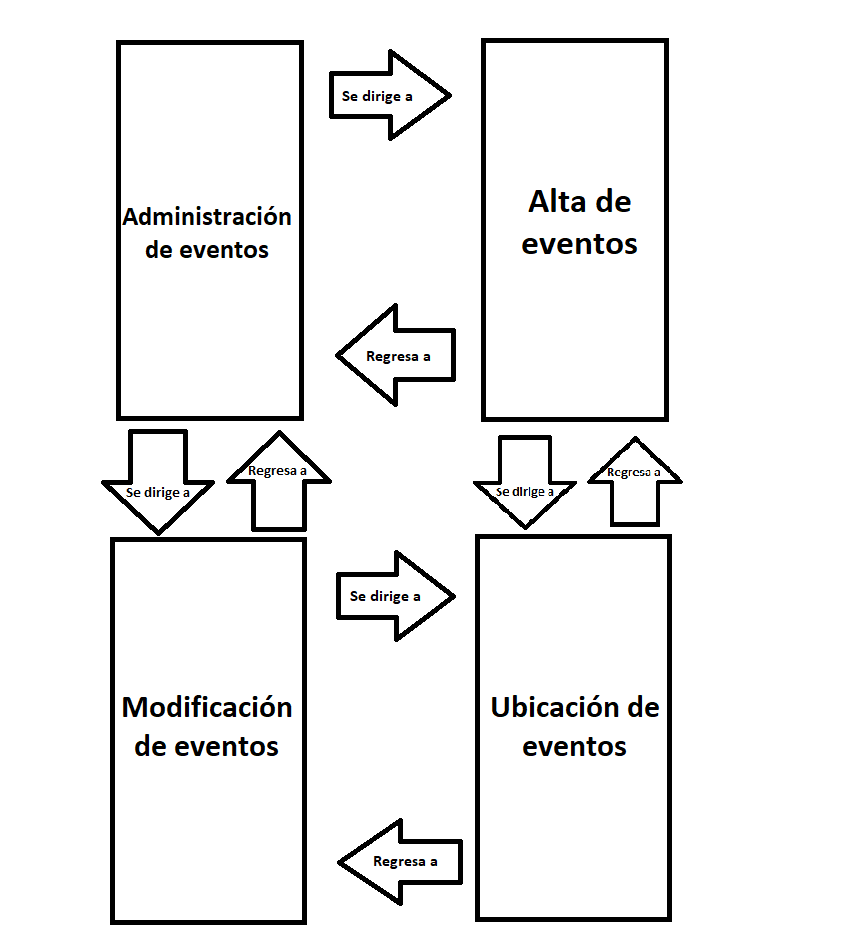 Se dirige a
Administración
de eventos
Alta de
eventos
Regresa a
Se dirige a
Regresa a
Se dirige a
Regresa a
Se dirige a
Modificación
de eventos
Ubicación de
eventos
Regresa a